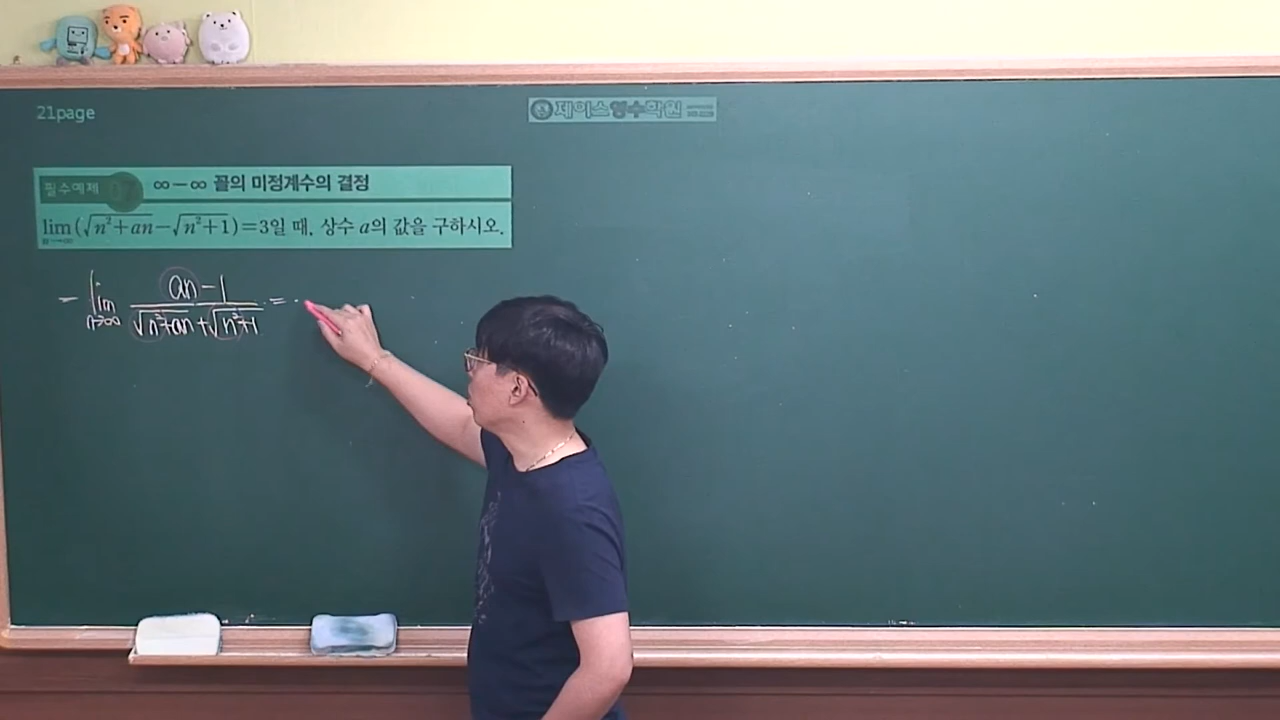 21page
제이스영수학원
필수예제
∞-∞ 꼴의 미정계수의 결정
lim(√(n²+an)-√(n²+1))=3일 때, 상수 a의 값을 구하시오.
- lim n→∞ (an-1)/(√(n²+an)+√(n²+1)) =